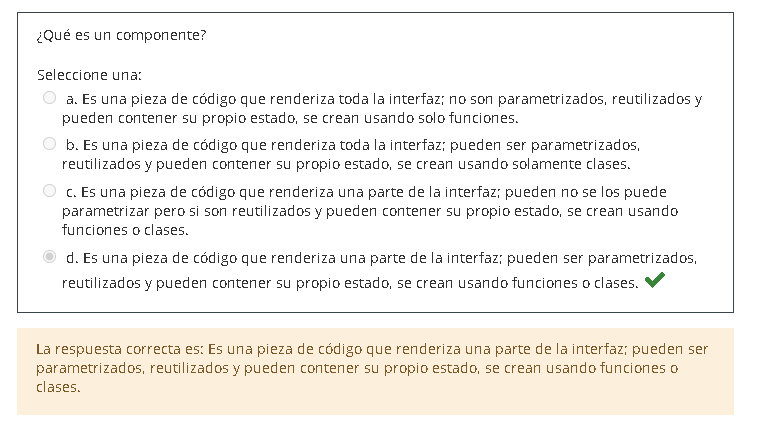 ¿Qué es un componente?
Seleccione una:
a. Es una pieza de código que renderiza toda la interfaz; no son parametrizados, reutilizados y
pueden contener su propio estado, se crean usando solo funciones.
b. Es una pieza de código que renderiza toda la interfaz; pueden ser parametrizados,
reutilizados y pueden contener su propio estado, se crean usando solamente clases.
c. Es una pieza de código que renderiza una parte de la interfaz; pueden no se los puede
parametrizar pero si son reutilizados y pueden contener su propio estado, se crean usando
funciones o clases.
d. Es una pieza de código que renderiza una parte de la interfaz; pueden ser parametrizados,
reutilizados y pueden contener su propio estado, se crean usando funciones o clases.
La respuesta correcta es: Es una pieza de código que renderiza una parte de la interfaz; pueden ser
parametrizados, reutilizados y pueden contener su propio estado, se crean usando funciones o
clases.